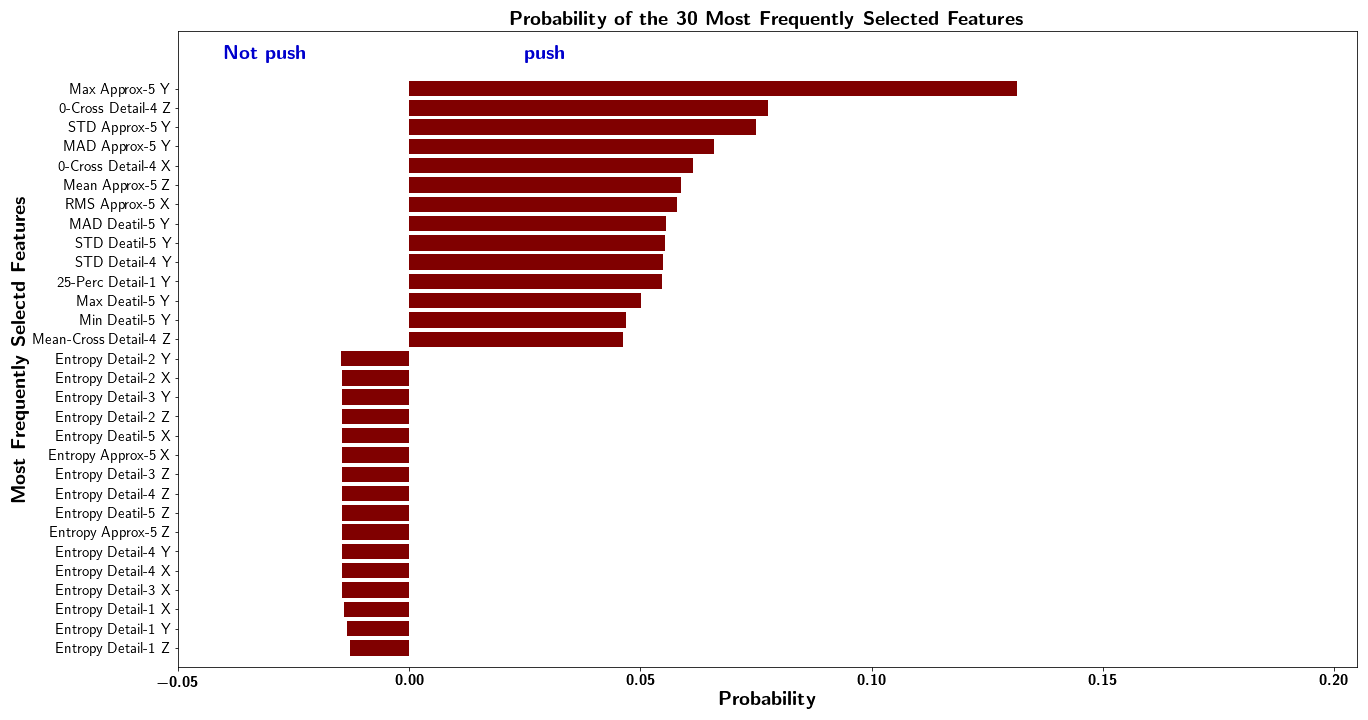 Probability of the 30 Most Frequently Selected Features
Not push
push
Most Frequently Selectd Features
Max Approx-5 Y
0-Cross Detail-4 Z
STD Approx-5 Y
MAD Approx-5 Y
0-Cross Detail-4 X
Mean Approx-5 Z
RMS Approx-5 X
MAD Deatil-5 Y
STD Deatil-5 Y
STD Detail-4 Y
25-Perc Detail-1 Y
Max Deatil-5 Y
Min Deatil-5 Y
Mean-Cross Detail-4 Z
Entropy Detail-2 Y
Entropy Detail-2 X
Entropy Detail-3 Y
Entropy Detail-2 Z
Entropy Deatil-5 X
Entropy Approx-5 X
Entropy Detail-3 Z
Entropy Detail-4 Z
Entropy Deatil-5 Z
Entropy Approx-5 Z
Entropy Detail-4 Y
Entropy Detail-4 X
Entropy Detail-3 X
Entropy Detail-1 X
Entropy Detail-1 Y
Entropy Detail-1 Z
−0.05 0.00 0.05 0.10 0.15 0.20
Probability